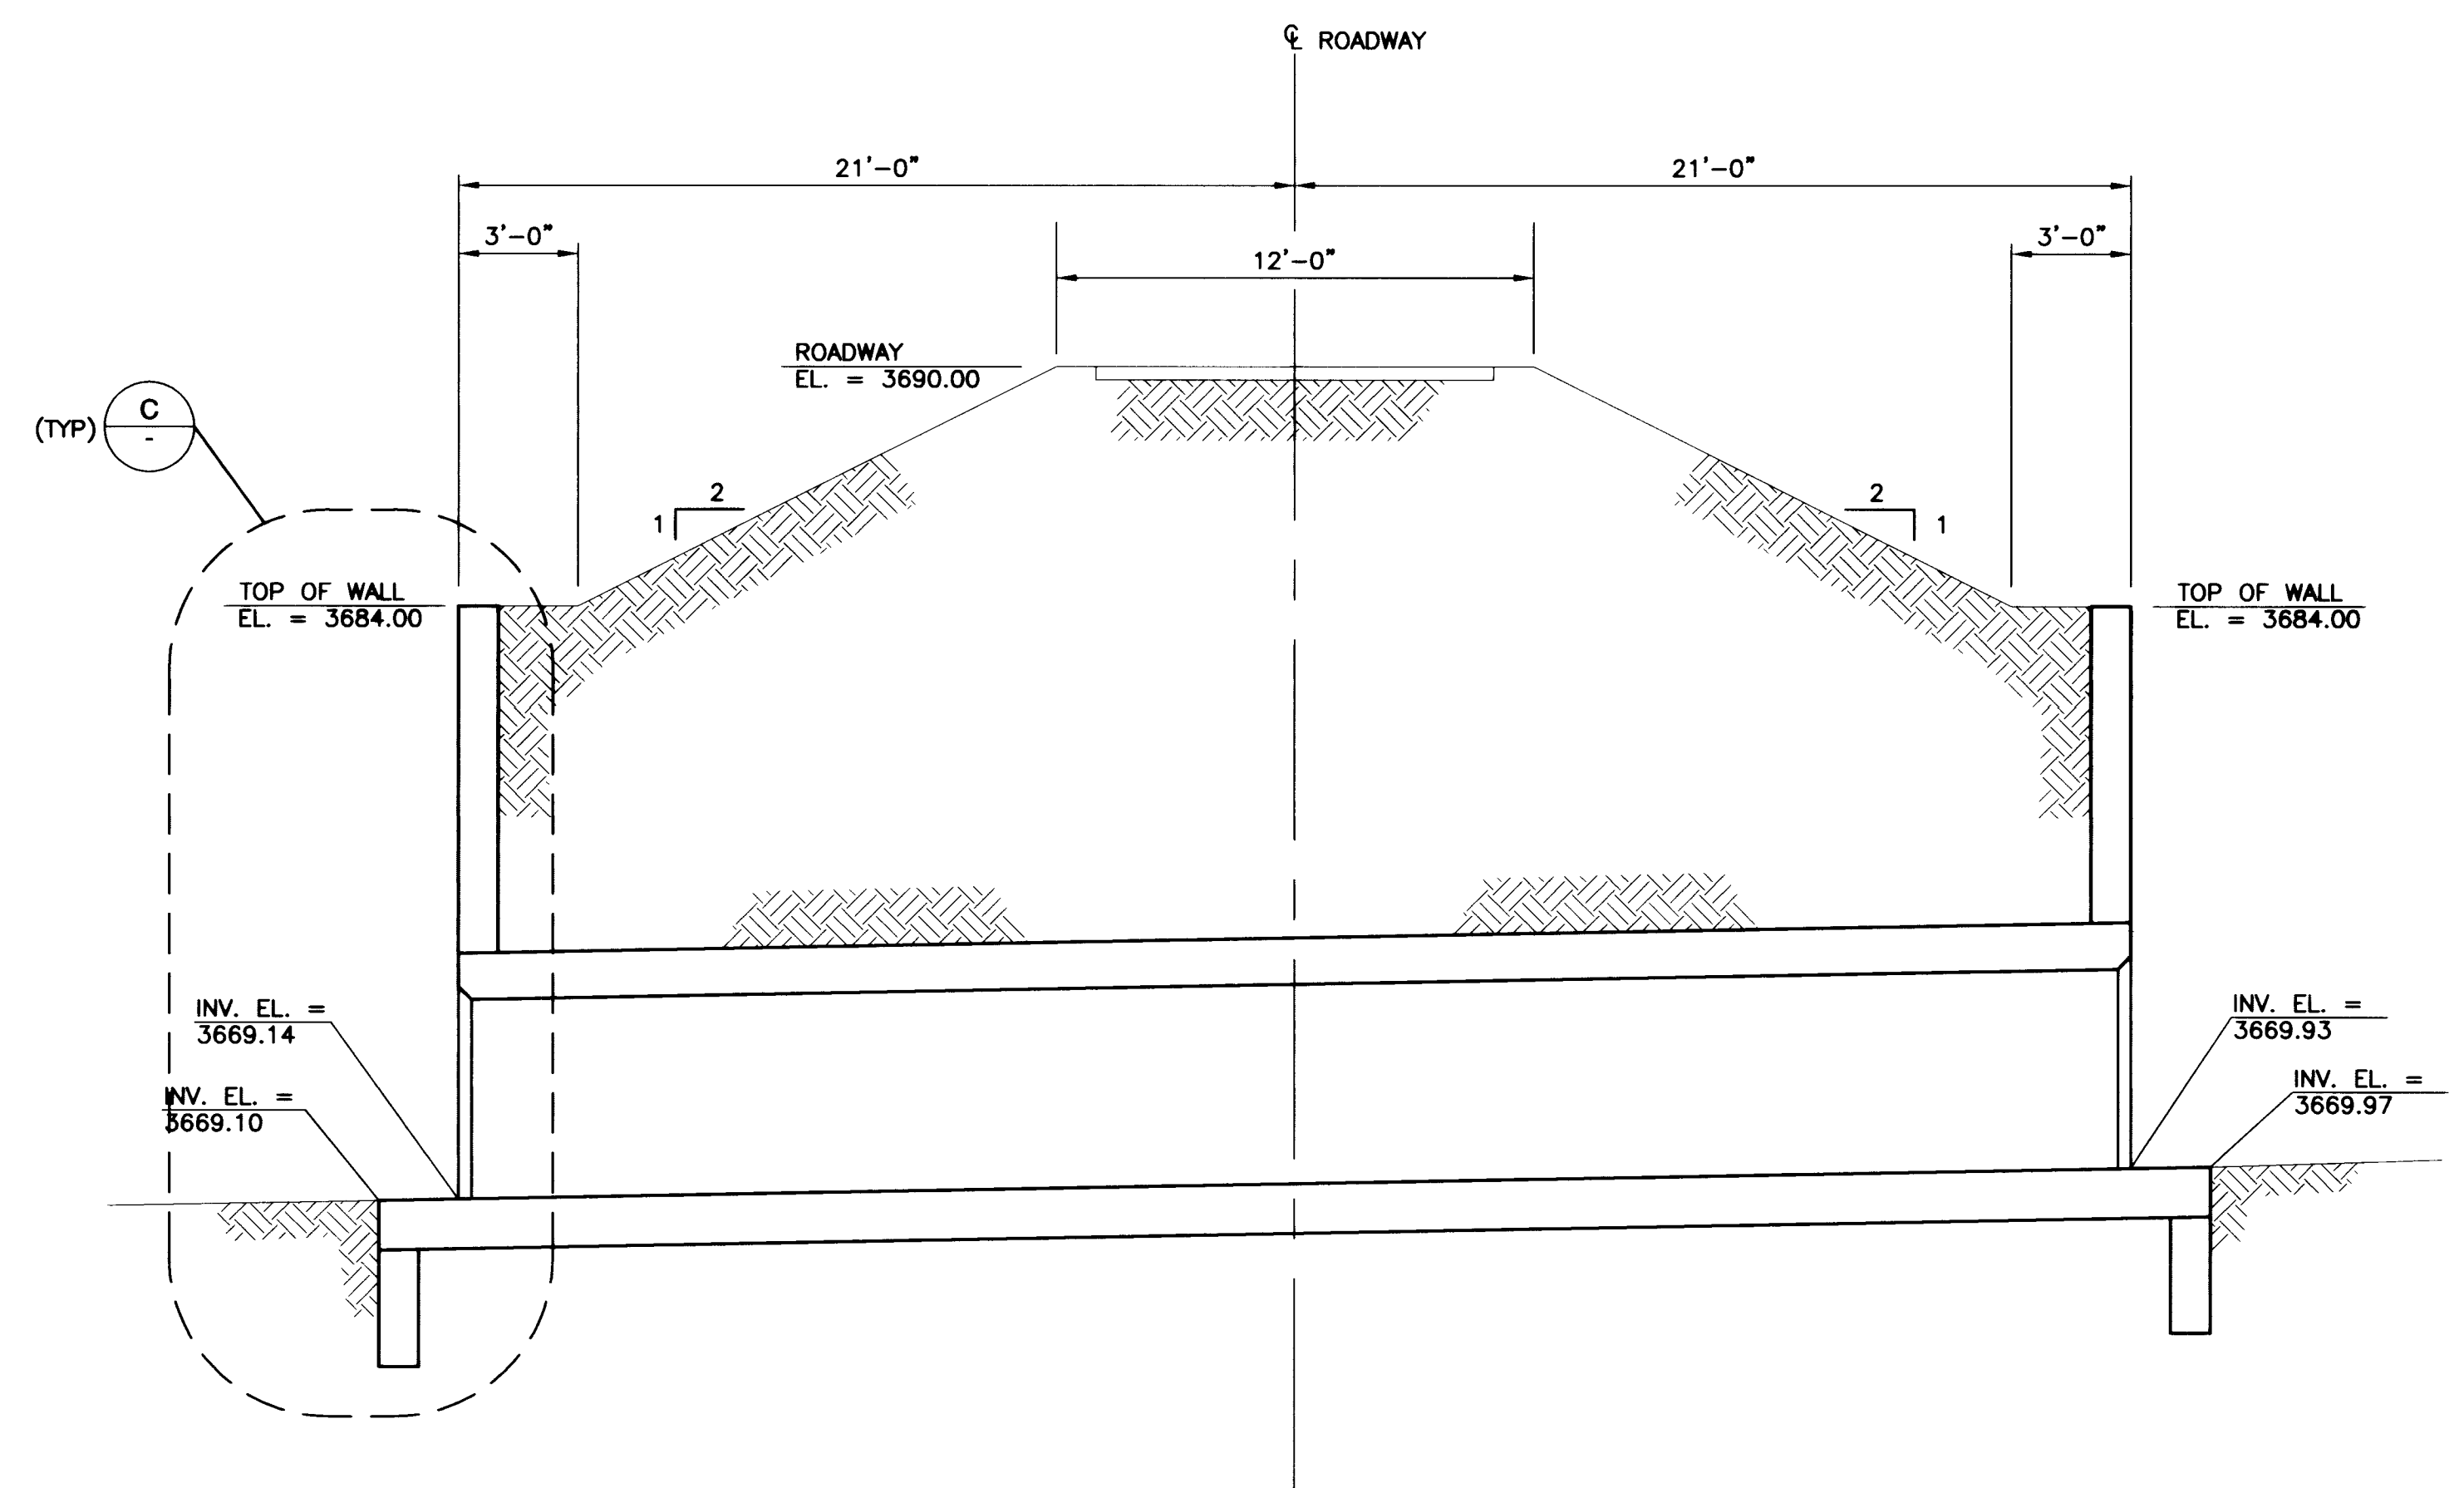 ℄ ROADWAY
21'-0"
21'-0"
3'-0"
3'-0"
12'-0"
ROADWAY
EL. = 3690.00
C
(TYP)
-
2
1
2
1
TOP OF WALL
EL. = 3684.00
TOP OF WALL
EL. = 3684.00
INV. EL. =
3669.14
INV. EL. =
3669.93
INV. EL. =
3669.10
INV. EL. =
3669.97